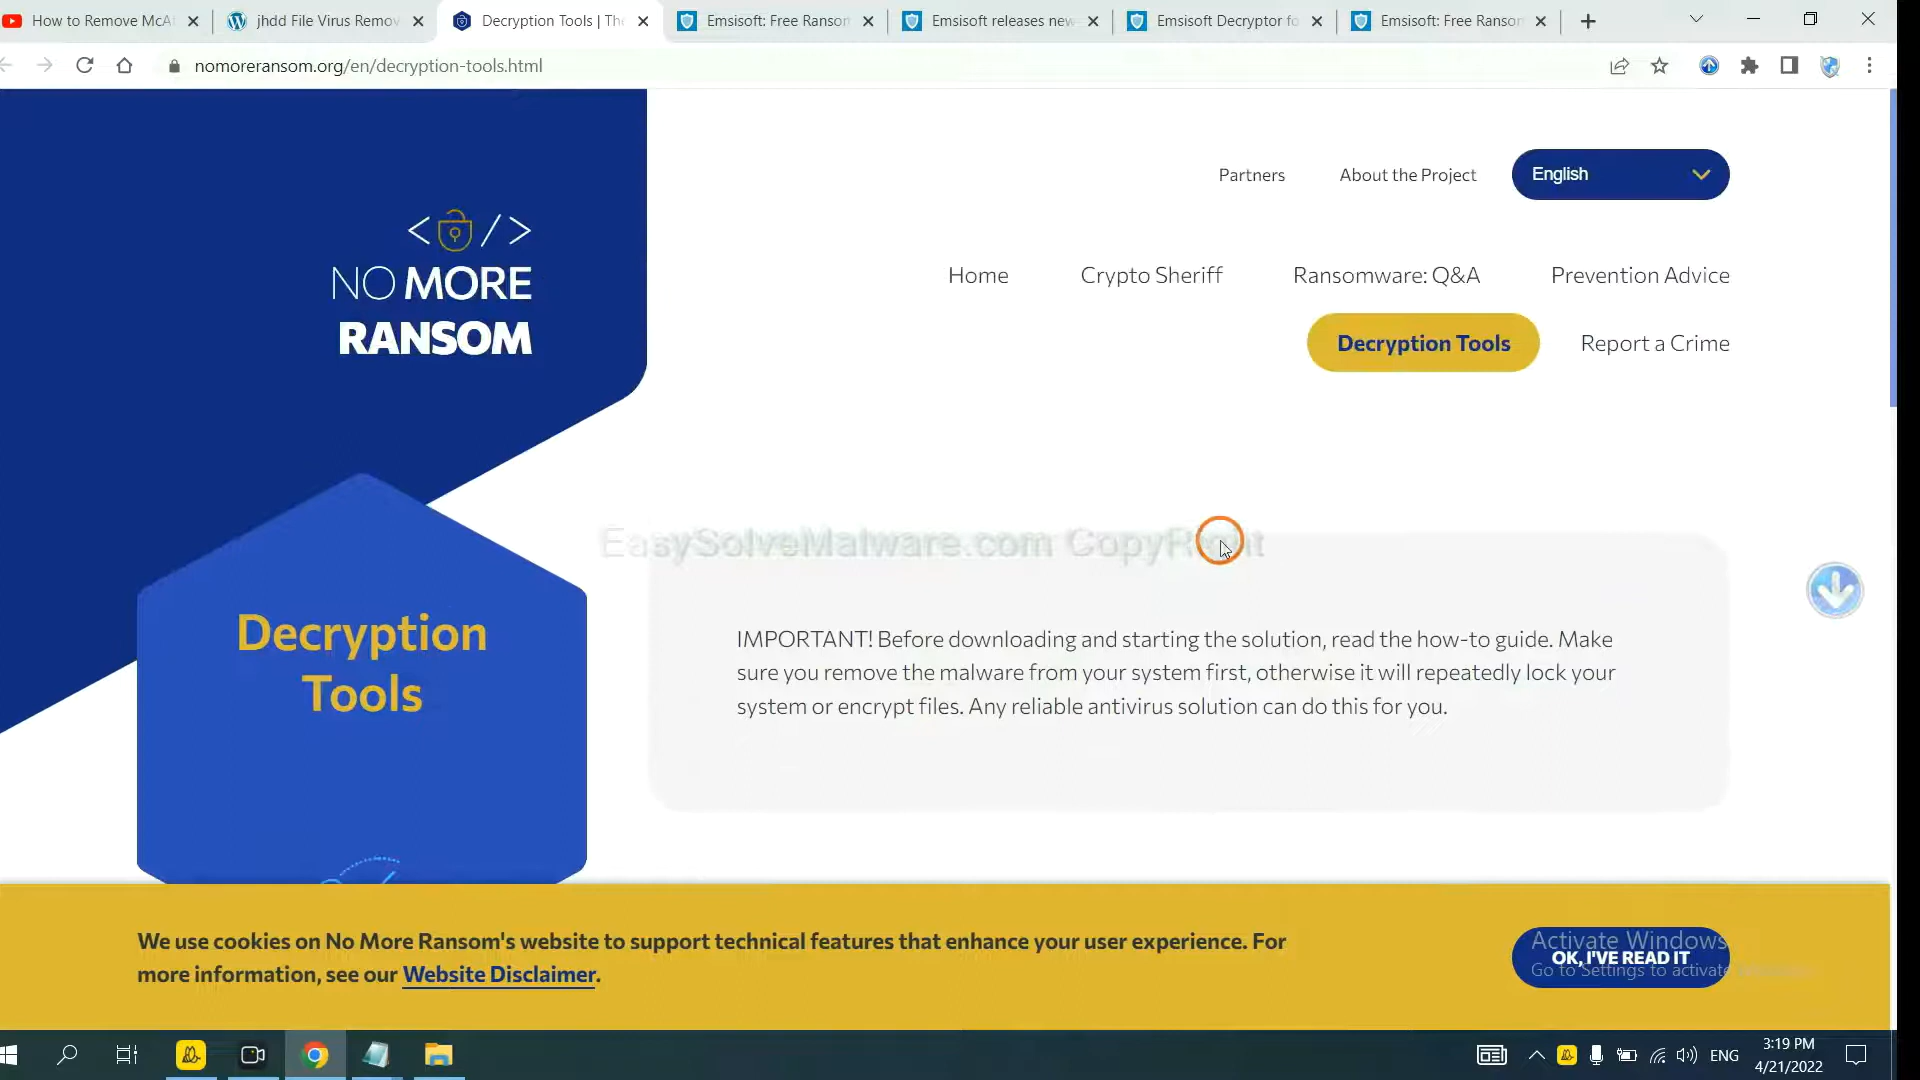 How to Remove McA
jhdd File Virus Remov
Decryption Tools | The
Emsisoft: Free Ransom
Emsisoft releases new
Emsisoft Decryptor fo
Emsisoft: Free Ransom
nomoreransom.org/en/decryption-tools.html
Partners
About the Project
English
NO MORE
RANSOM
Home
Crypto Sheriff
Ransomware: Q&A
Prevention Advice
Decryption Tools
Report a Crime
EasySolveMalware.com CopyRight
Decryption
Tools
IMPORTANT! Before downloading and starting the solution, read the how-to guide. Make
sure you remove the malware from your system first, otherwise it will repeatedly lock your
system or encrypt files. Any reliable antivirus solution can do this for you.
We use cookies on No More Ransom's website to support technical features that enhance your user experience. For
more information, see our Website Disclaimer.
Activate Windows
OK, I'VE READ IT
Go to Settings to activate
ENG
3:19 PM
4/21/2022